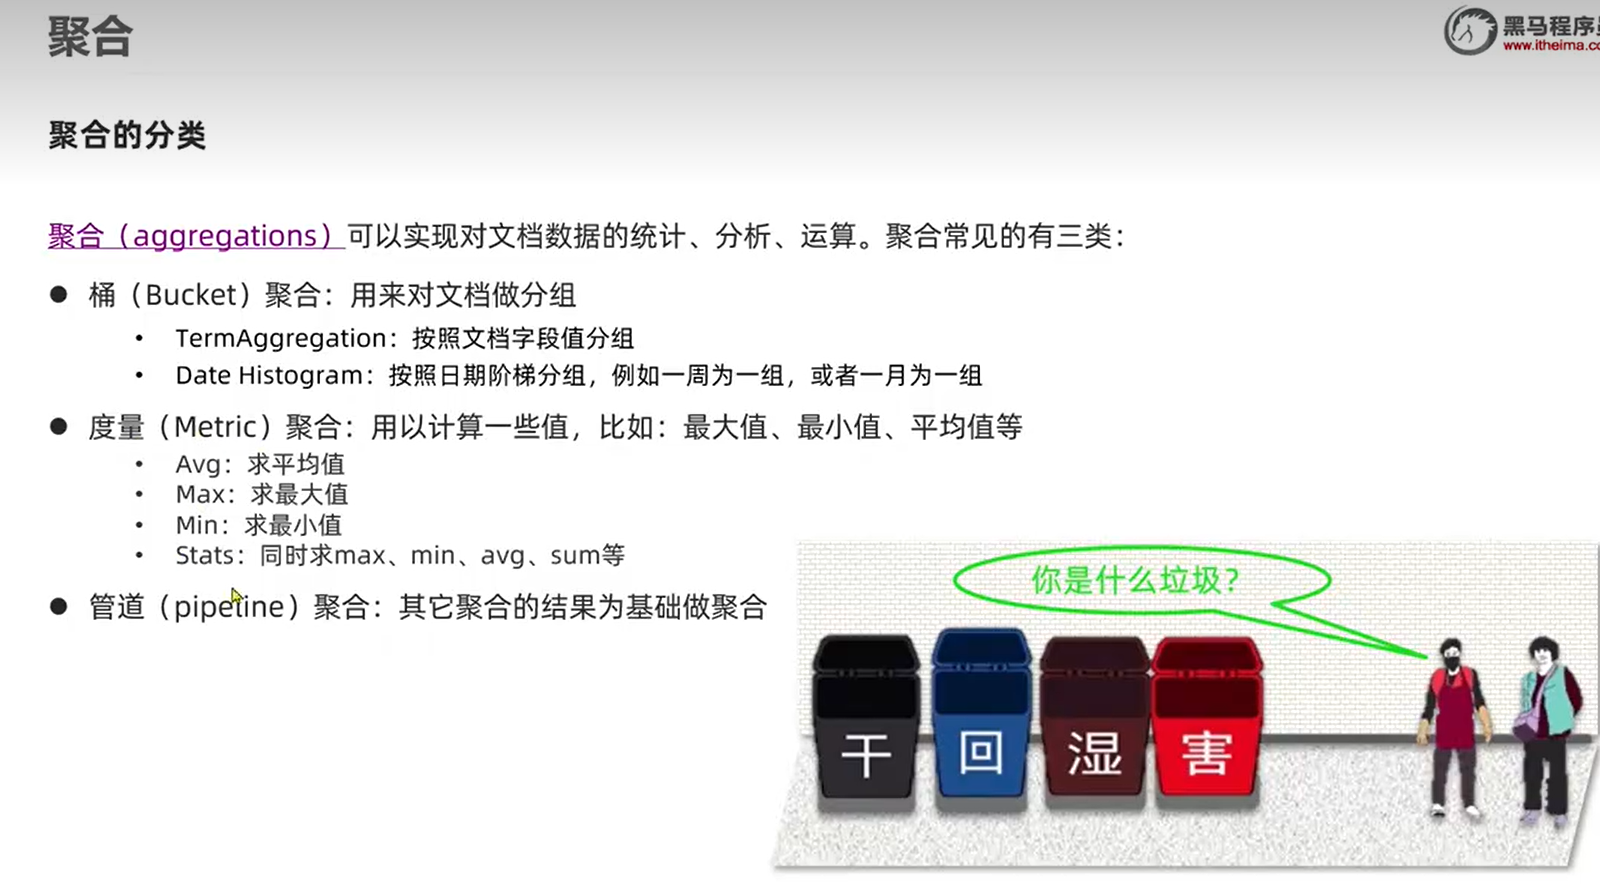 聚合
黑马程序员
www.itheima.co
聚合的分类
聚合（aggregations）可以实现对文档数据的统计、分析、运算。聚合常见的有三类：
● 桶（Bucket）聚合：用来对文档做分组
• TermAggregation：按照文档字段值分组
• Date Histogram：按照日期阶梯分组，例如一周为一组，或者一月为一组
● 度量（Metric）聚合：用以计算一些值，比如：最大值、最小值、平均值等
• Avg：求平均值
• Max：求最大值
• Min：求最小值
• Stats：同时求max、min、avg、sum等
● 管道（pipeline）聚合：其它聚合的结果为基础做聚合
你是什么垃圾？
干 回 湿 害